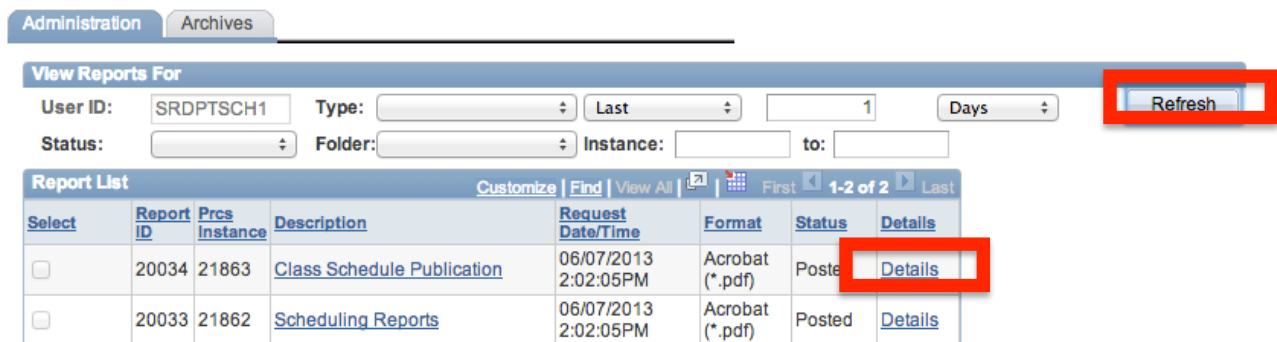 Administration Archives
View Reports For
User ID: SRDPTSCH1 Type: Last 1 Days Refresh
Status: Folder: Instance: to:
Report List Customize | Find | View All | | First 1-2 of 2 Last
Select Report ID Prcs Instance Description Request Date/Time Format Status Details
20034 21863 Class Schedule Publication 06/07/2013 2:02:05PM Acrobat (*.pdf) Poste Details
20033 21862 Scheduling Reports 06/07/2013 2:02:05PM Acrobat (*.pdf) Posted Details